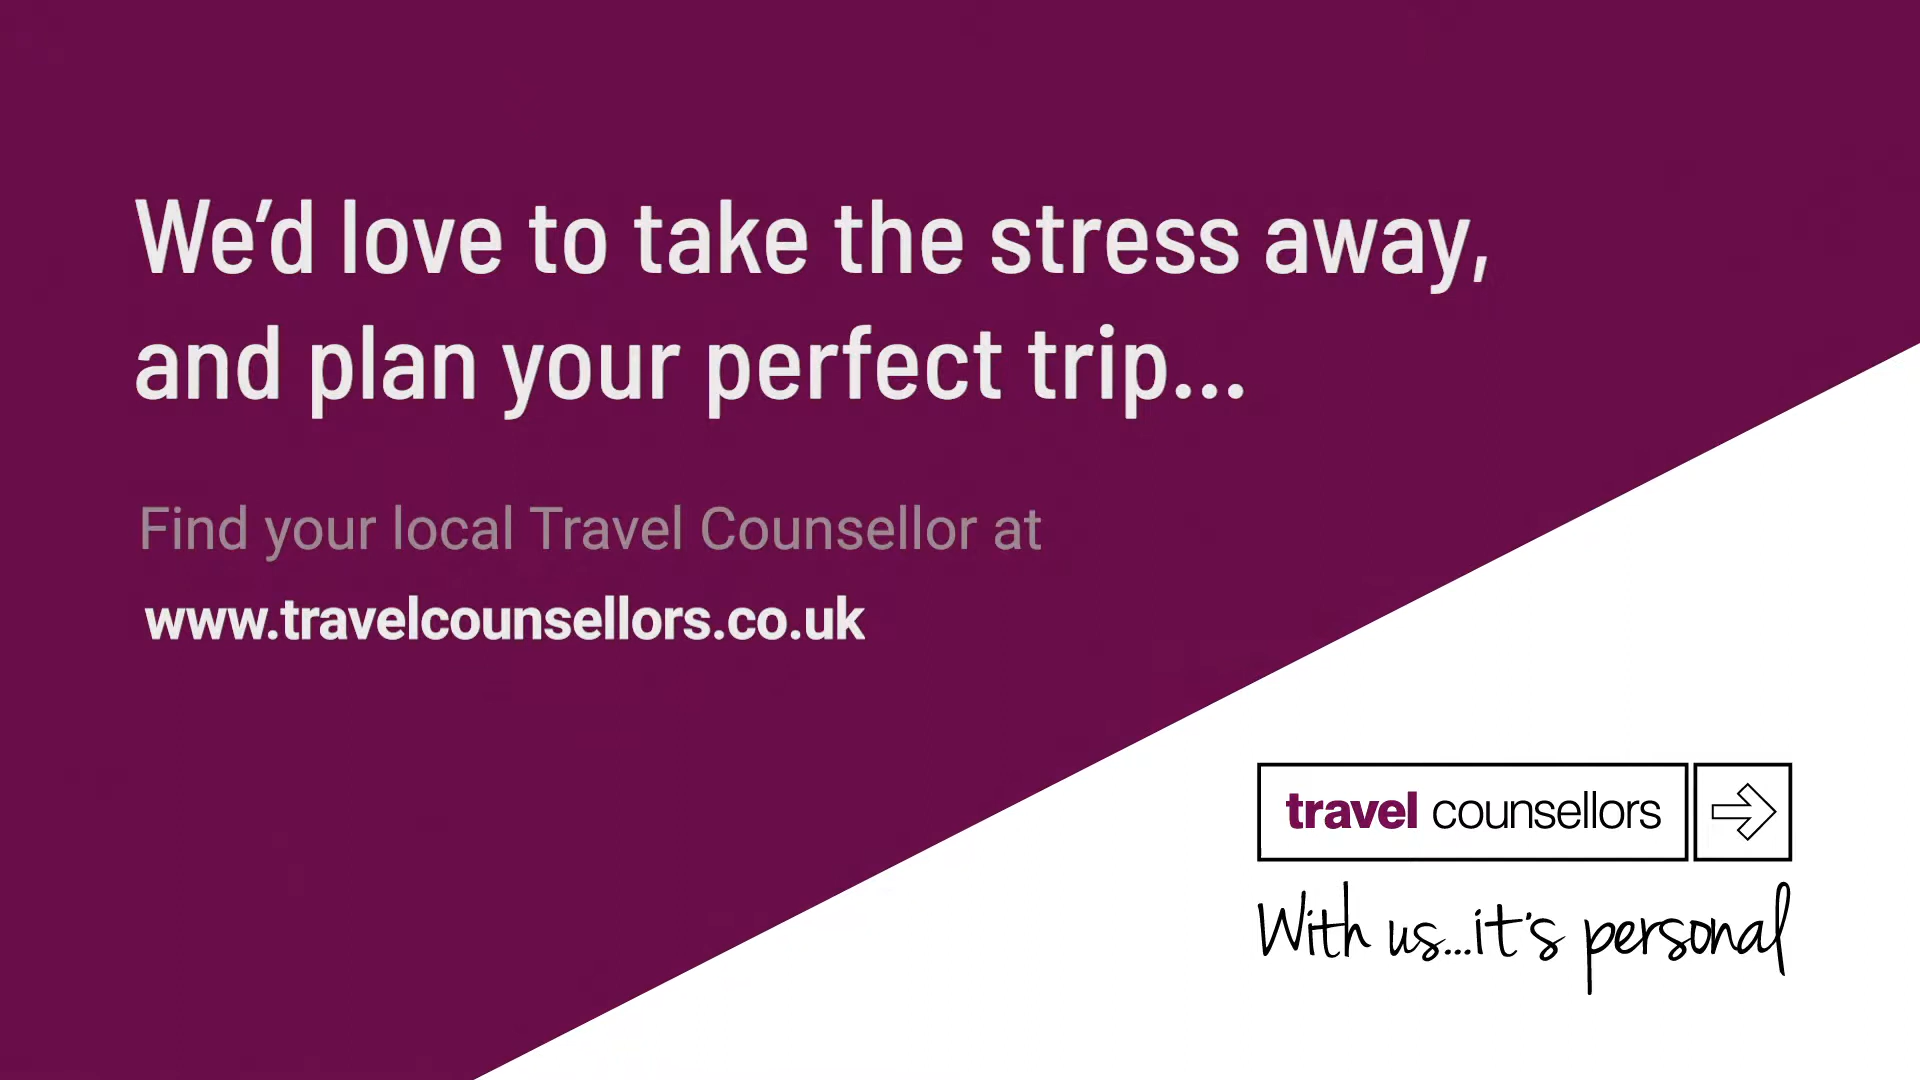 We’d love to take the stress away,
and plan your perfect trip...
Find your local Travel Counsellor at
www.travelcounsellors.co.uk
travel counsellors
With us...it's personal